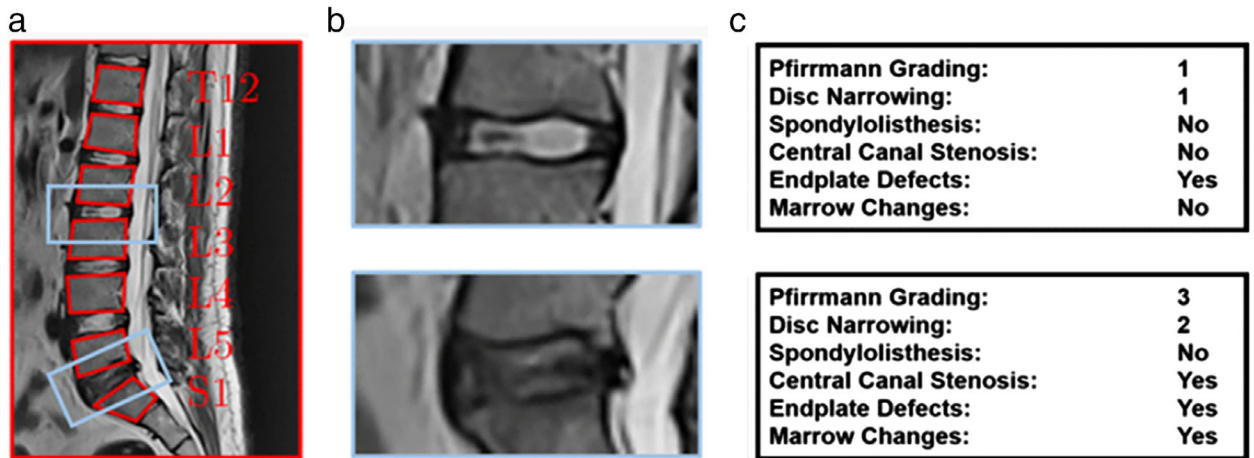 a
b
c
T12
L1
L2
L3
L4
L5
S1
Pfirrmann Grading: 1
Disc Narrowing: 1
Spondylolisthesis: No
Central Canal Stenosis: No
Endplate Defects: Yes
Marrow Changes: No
Pfirrmann Grading: 3
Disc Narrowing: 2
Spondylolisthesis: No
Central Canal Stenosis: Yes
Endplate Defects: Yes
Marrow Changes: Yes